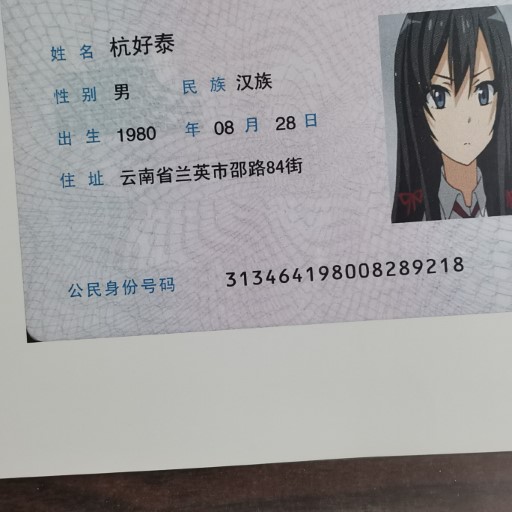 姓名 杭好泰
性别 男 民族 汉族
出生 1980 年 08 月 28 日
住址 云南省兰英市邵路84街
公民身份号码 313464198008289218